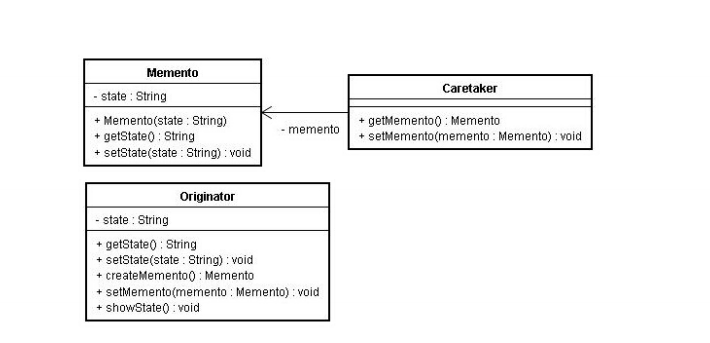 Memento
- state : String
+ Memento(state : String)
+ getState() : String
+ setState(state : String) : void
- memento
Caretaker
+ getMemento() : Memento
+ setMemento(memento : Memento) : void
Originator
- state : String
+ getState() : String
+ setState(state : String) : void
+ createMemento() : Memento
+ setMemento(memento : Memento) : void
+ showState() : void